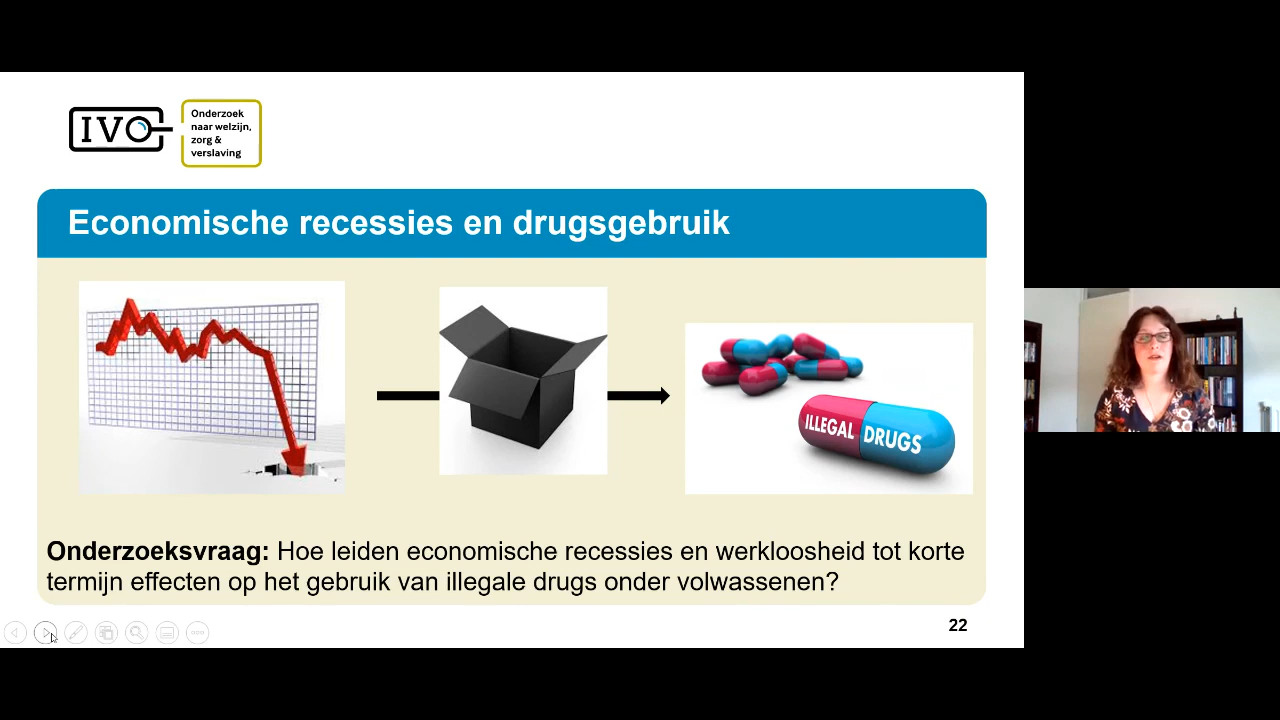 IVO
Onderzoek
naar welzijn,
zorg &
verslaving
Economische recessies en drugsgebruik
ILLEGAL DRUGS
Onderzoeksvraag: Hoe leiden economische recessies en werkloosheid tot korte
termijn effecten op het gebruik van illegale drugs onder volwassenen?
22